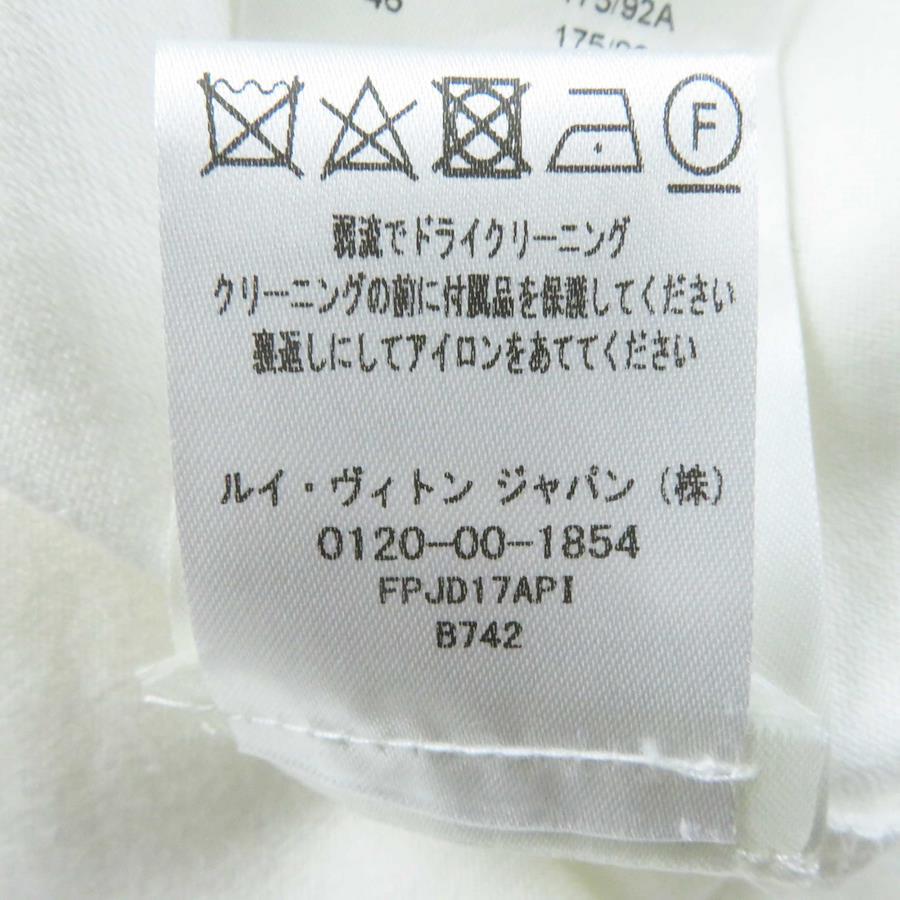 46
175/92A
F
弱流でドライクリーニング
クリーニングの前に付属品を保護してください
裏返しにしてアイロンをあててください
ルイ・ヴィトン ジャパン (株)
0120-00-1854
FPJD17API
B742